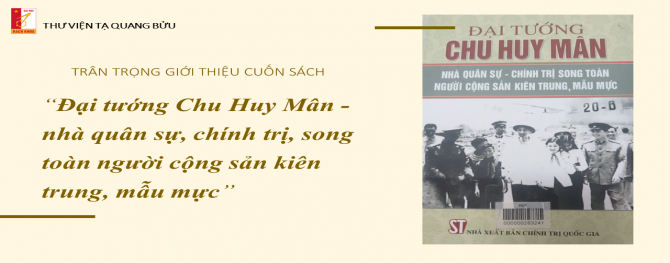 THƯ VIỆN TẠ QUANG BỬU
BÁCH KHOA
TRÂN TRỌNG GIỚI THIỆU CUỐN SÁCH
“Đại tướng Chu Huy Mân -
nhà quân sự, chính trị, song
toàn người cộng sản kiên
trung, mẫu mực”
ĐẠI TƯỚNG
CHU HUY MÂN
NHÀ QUÂN SỰ - CHÍNH TRỊ SONG TOÀN
NGƯỜI CỘNG SẢN KIÊN TRUNG, MẪU MỰC
ST
NHÀ XUẤT BẢN CHÍNH TRỊ QUỐC GIA